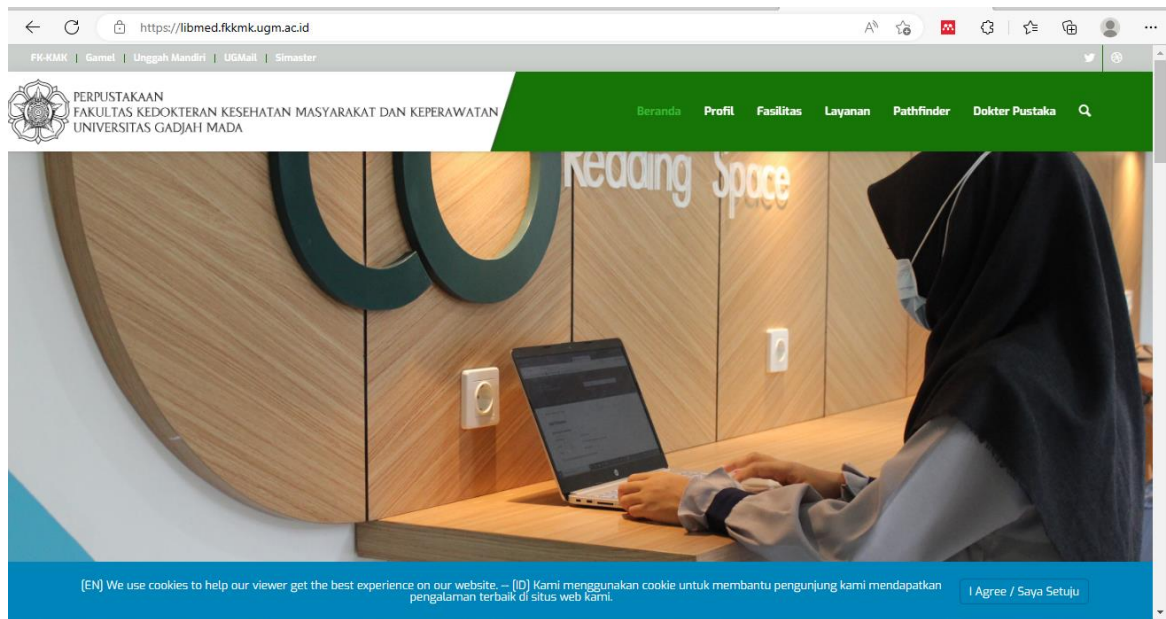 https://libmed.fkkmk.ugm.ac.id
FK-KMK | Gamel | Unggah Mandiri | UGMail | Simaster
PERPUSTAKAAN
FAKULTAS KEDOKTERAN KESEHATAN MASYARAKAT DAN KEPERAWATAN
UNIVERSITAS GADJAH MADA
Beranda Profil Fasilitas Layanan Pathfinder Dokter Pustaka
Reading Space
(EN) We use cookies to help our viewer get the best experience on our website. -- (ID) Kami menggunakan cookie untuk membantu pengunjung kami mendapatkan
pengalaman terbaik di situs web kami.
I Agree / Saya Setuju